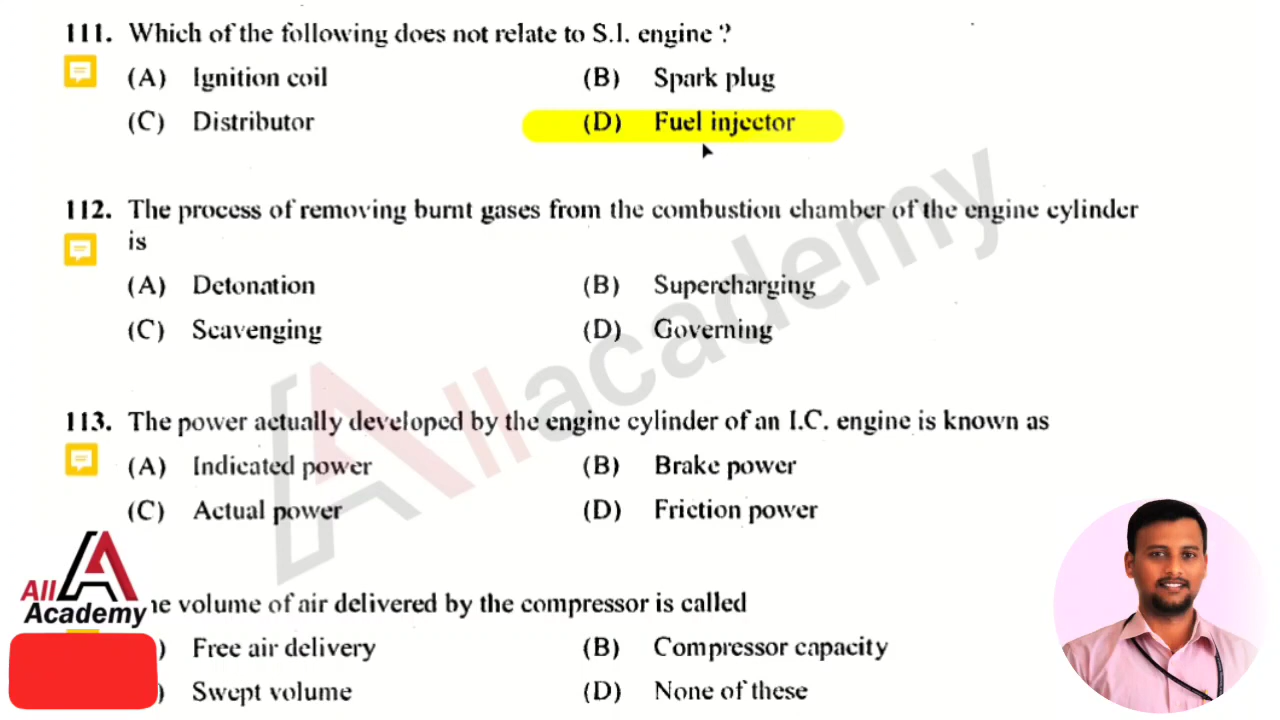 111. Which of the following does not relate to S.I. engine ?
(A) Ignition coil (B) Spark plug
(C) Distributor (D) Fuel injector
112. The process of removing burnt gases from the combustion chamber of the engine cylinder
is
(A) Detonation (B) Supercharging
(C) Scavenging (D) Governing
All academy
113. The power actually developed by the engine cylinder of an I.C. engine is known as
(A) Indicated power (B) Brake power
(C) Actual power (D) Friction power
All
Academy
he volume of air delivered by the compressor is called
) Free air delivery (B) Compressor capacity
) Swept volume (D) None of these